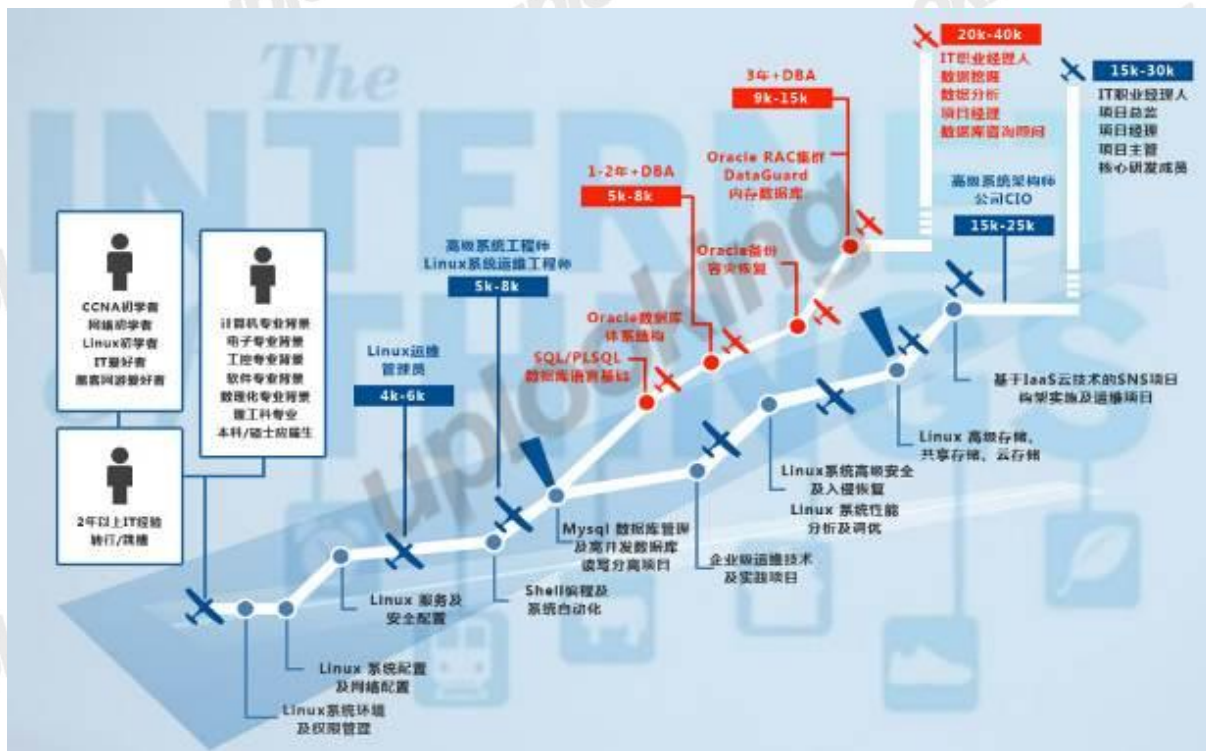 The
INTERNET
OF THINGS
uplooking
20k-40k
IT职业经理人
数据挖掘
数据分析
项目经理
数据库咨询顾问
15k-30k
IT职业经理人
项目总监
项目经理
项目主管
核心研发成员
3年+DBA
9k-15k
Oracle RAC集群
DataGuard
内存数据库
1-2年+DBA
5k-8k
高级系统架构师
公司CIO
15k-25k
高级系统工程师
Linux系统运维工程师
5k-8k
Oracle备份
容灾恢复
Oracle数据库
体系结构
SQL/PLSQL
数据库语言基础
Linux运维
管理员
4k-6k
CCNA初学者
网络初学者
Linux初学者
IT爱好者
黑客网游爱好者
计算机专业背景
电子专业背景
工控专业背景
软件专业背景
数理化专业背景
理工科专业
本科/硕士应届生
2年以上IT经验
转行/跳槽
基于IaaS云技术的SNS项目
构架实施及运维项目
Linux 高级存储、
共享存储、云存储
Linux系统高级安全
及入侵恢复
Linux 系统性能
分析及调优
企业级运维技术
及实践项目
Mysql 数据库管理
及高并发数据库
读写分离项目
Shell编程及
系统自动化
Linux 服务及
安全配置
Linux 系统配置
及网络配置
Linux系统环境
及权限管理